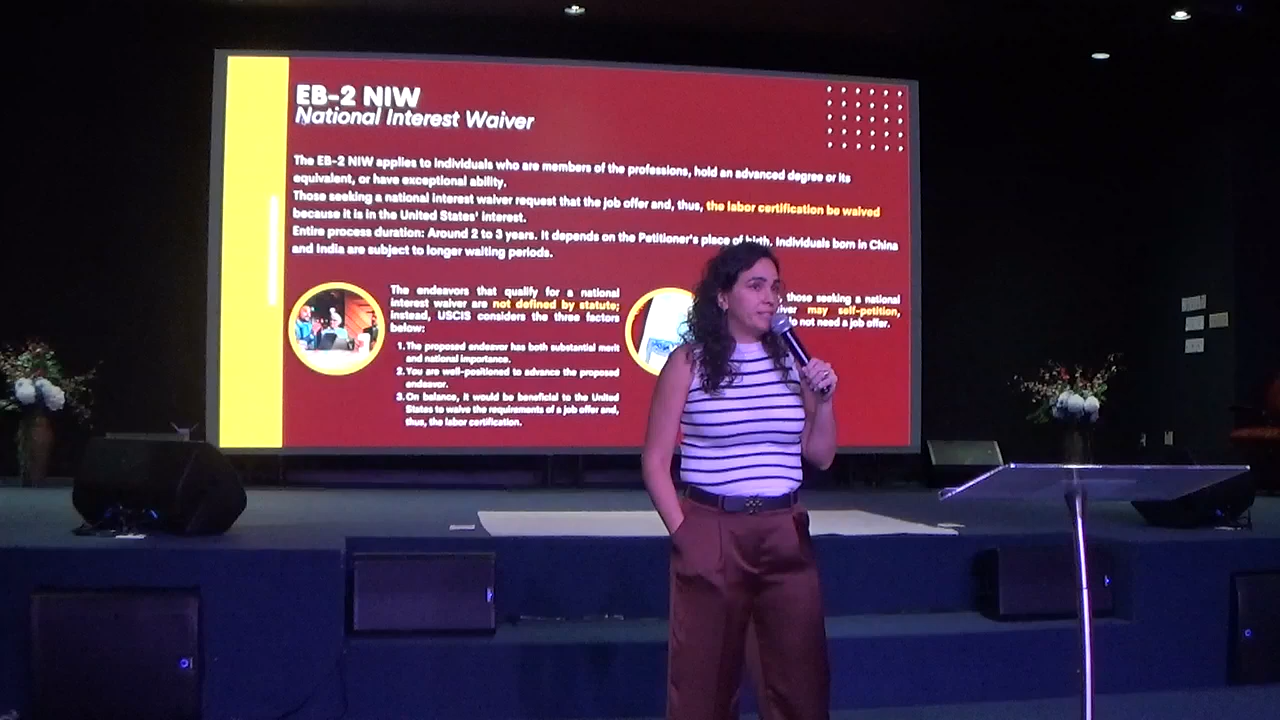 EB-2 NIW
National Interest Waiver
The EB-2 NIW applies to individuals who are members of the professions, hold an advanced degree or its
equivalent, or have exceptional ability.
Those seeking a national interest waiver request that the job offer and, thus, the labor certification be waived
because it is in the United States' interest.
Entire process duration: Around 2 to 3 years. It depends on the Petitioner's place of birth. Individuals born in China
and India are subject to longer waiting periods.
The endeavors that qualify for a national
interest waiver are not defined by statute;
instead, USCIS considers the three factors
below:
1. The proposed endeavor has both substantial merit
and national importance.
2. You are well-positioned to advance the proposed
endeavor.
3. On balance, it would be beneficial to the United
States to waive the requirements of a job offer and,
thus, the labor certification.
those seeking a national
may self-petition,
do not need a job offer.